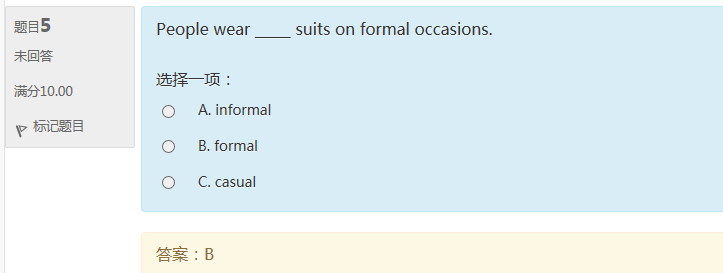 题目5
未回答
满分10.00
标记题目
People wear _____ suits on formal occasions.
选择一项：
A. informal
B. formal
C. casual
答案：B